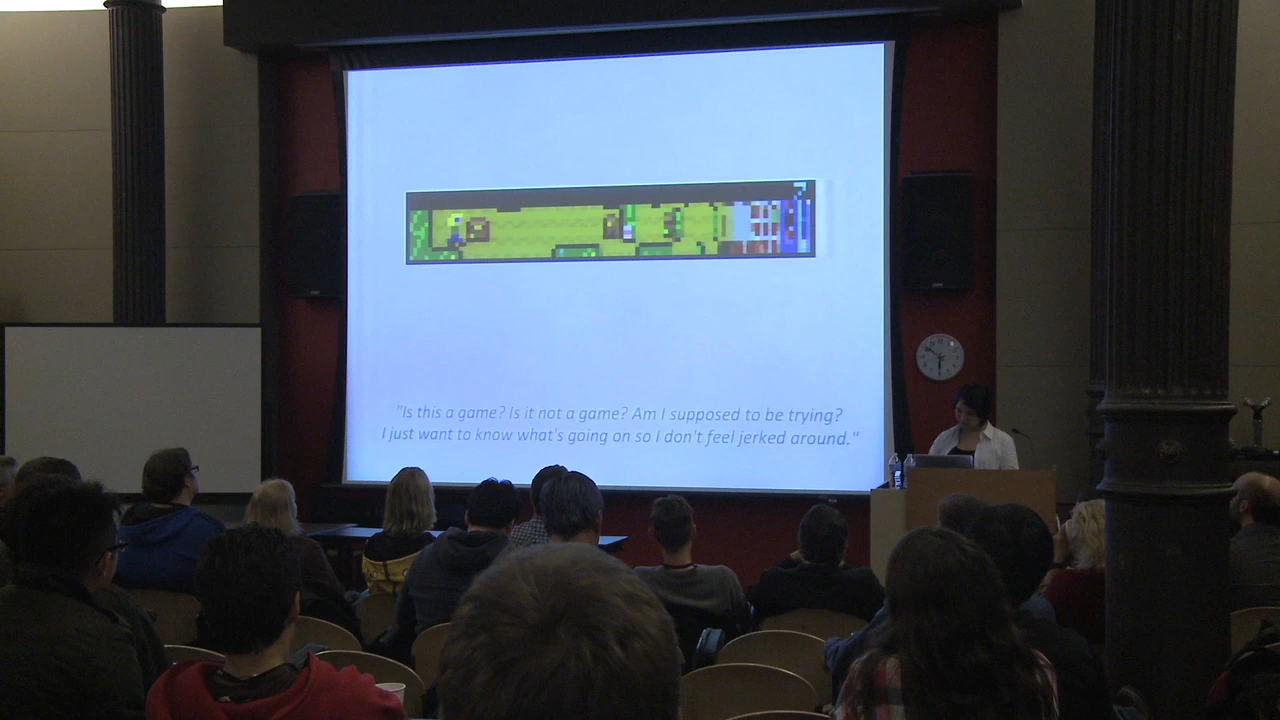 "Is this a game? Is it not a game? Am I supposed to be trying?
I just want to know what's going on so I don't feel jerked around."